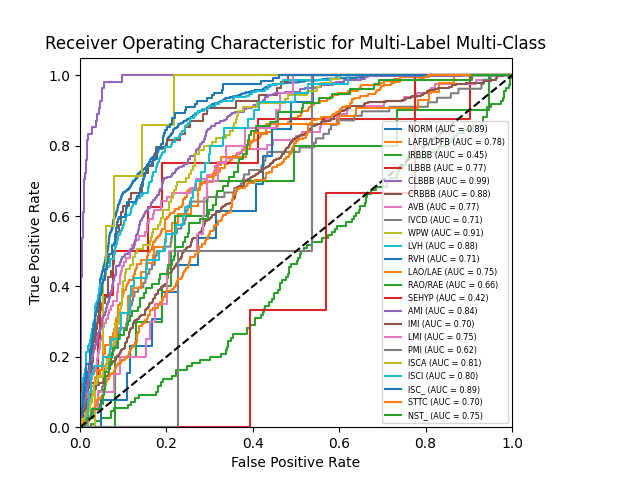 Receiver Operating Characteristic for Multi-Label Multi-Class
True Positive Rate
1.0
0.8
0.6
0.4
0.2
0.0
NORM (AUC = 0.89)
LAFB/LPFB (AUC = 0.78)
IRBBB (AUC = 0.45)
ILBBB (AUC = 0.77)
CLBBB (AUC = 0.99)
CRBBB (AUC = 0.88)
AVB (AUC = 0.77)
IVCD (AUC = 0.71)
WPW (AUC = 0.91)
LVH (AUC = 0.88)
RVH (AUC = 0.71)
LAO/LAE (AUC = 0.75)
RAO/RAE (AUC = 0.66)
SEHYP (AUC = 0.42)
AMI (AUC = 0.84)
IMI (AUC = 0.70)
LMI (AUC = 0.75)
PMI (AUC = 0.62)
ISCA (AUC = 0.81)
ISCI (AUC = 0.80)
ISC_ (AUC = 0.89)
STTC (AUC = 0.70)
NST_ (AUC = 0.75)
0.0 0.2 0.4 0.6 0.8 1.0
False Positive Rate